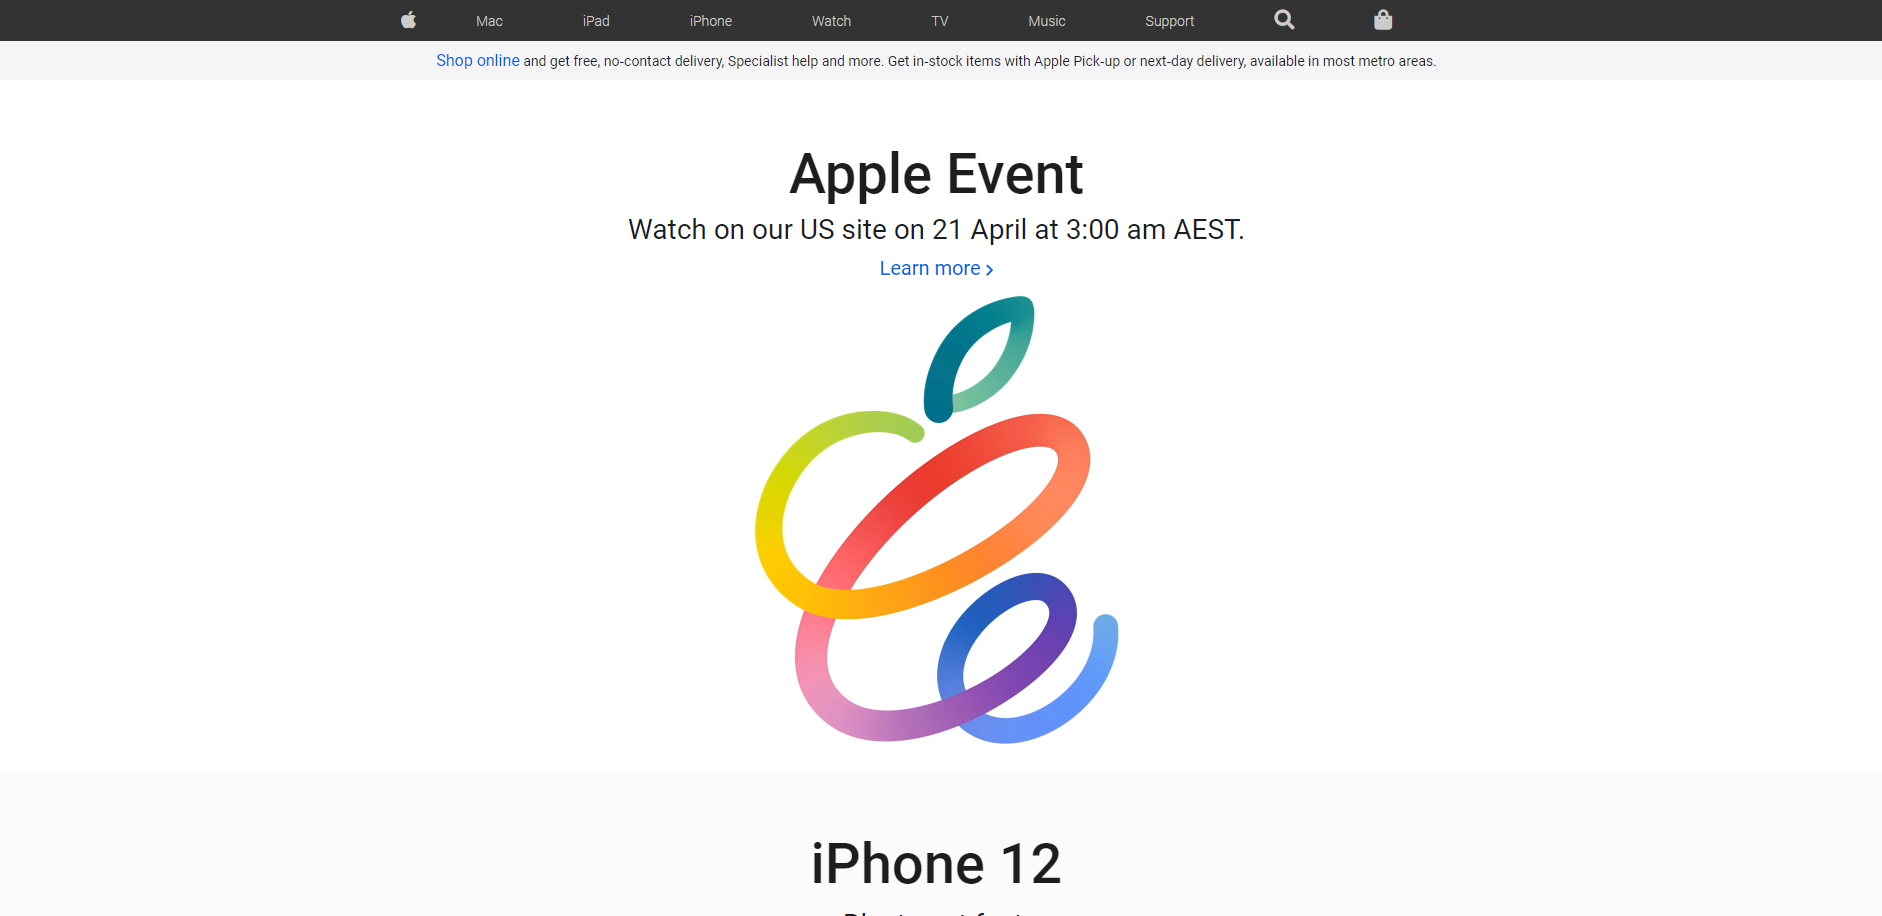 Mac iPad iPhone Watch TV Music Support
Shop online and get free, no-contact delivery, Specialist help and more. Get in-stock items with Apple Pick-up or next-day delivery, available in most metro areas.
Apple Event
Watch on our US site on 21 April at 3:00 am AEST.
Learn more >
iPhone 12